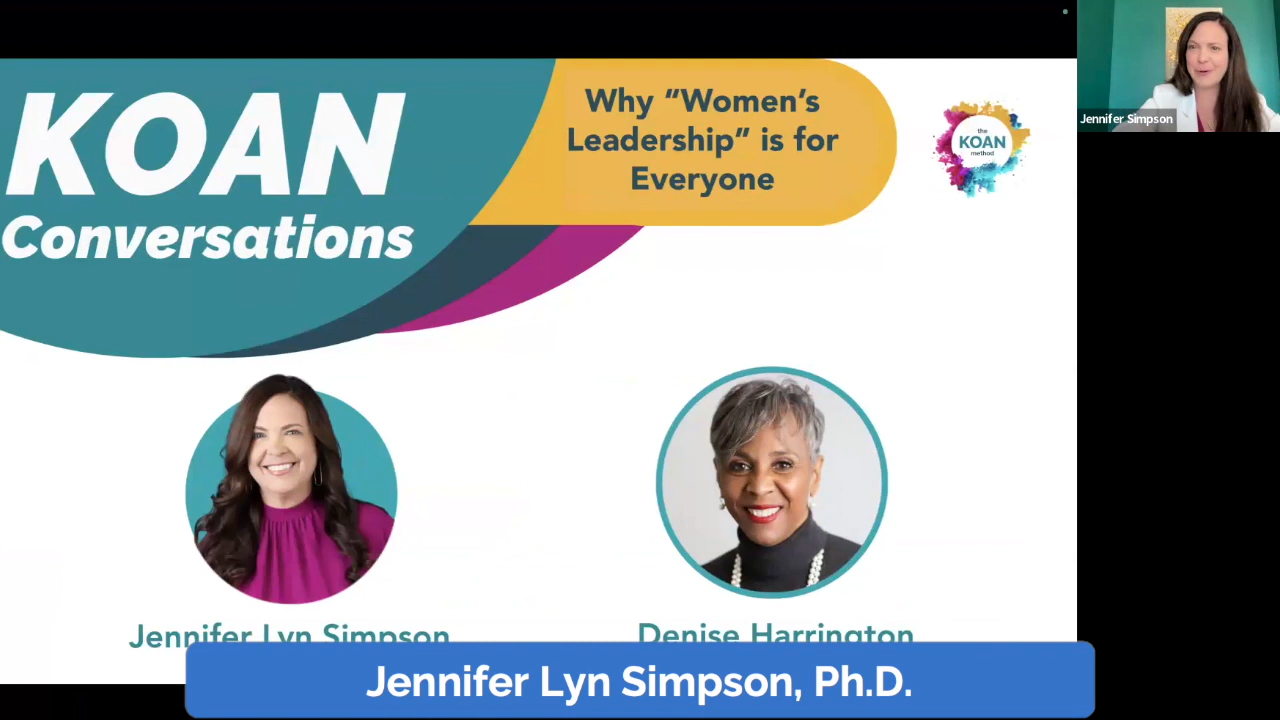 KOAN
Conversations
Why “Women’s
Leadership” is for
Everyone
the
KOAN
method
Jennifer Simpson
Jennifer Lyn Simpson
Denise Harrington
Jennifer Lyn Simpson, Ph.D.